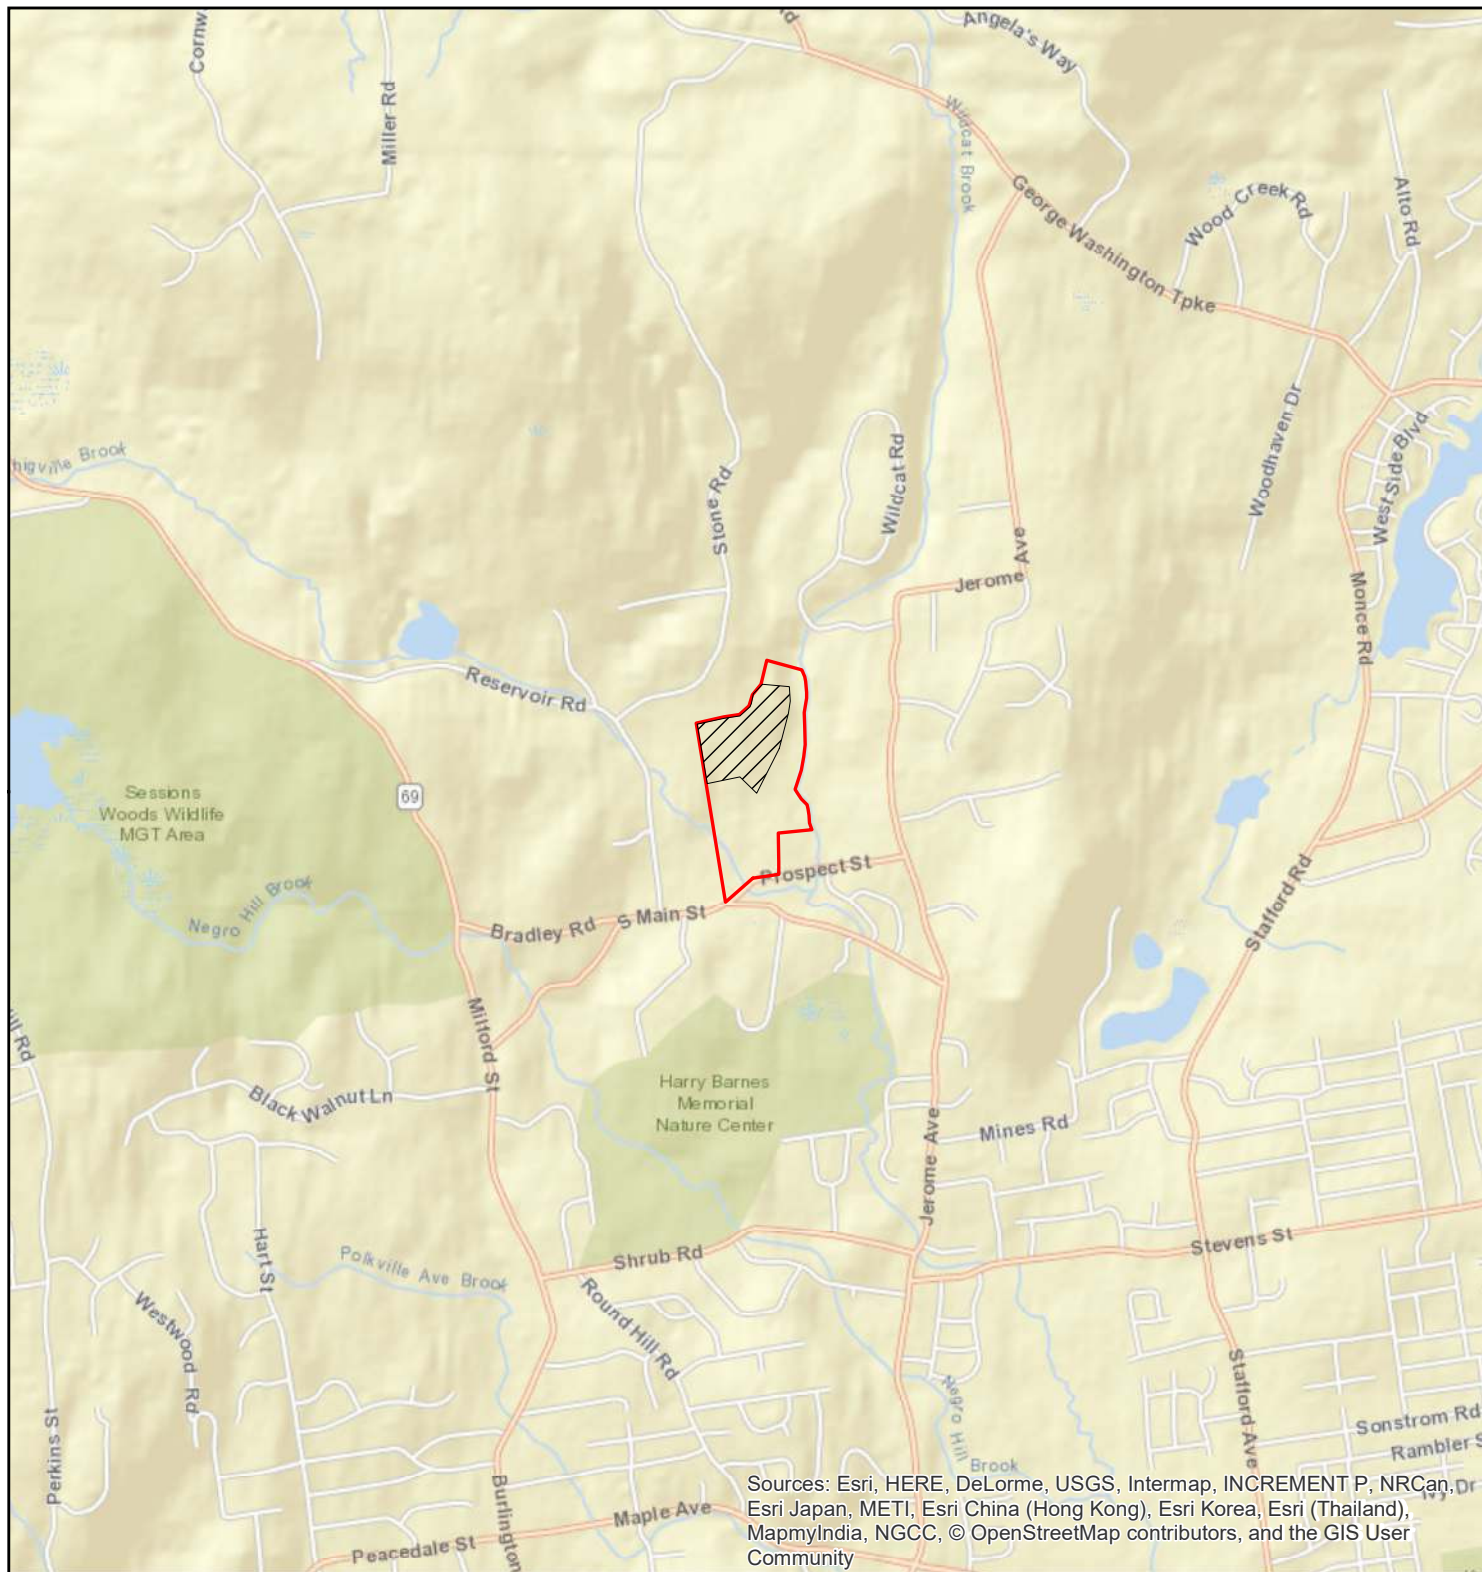 Cornw
Miller Rd
Rd
Angela's Way
Wildcat Brook
George Washington Tpke
Wood Creek Rd
Alto Rd
higville Brook
Stone Rd
Wildcat Rd
Woodhaven Dr
West Side Blvd
Jerome Ave
Monce Rd
Reservoir Rd
Sessions
Woods Wildlife
MGT Area
69
Prospect St
Negro Hill Brook
Bradley Rd
S Main St
Stafford Rd
Milford St
ill Rd
Black Walnut Ln
Harry Barnes
Memorial
Nature Center
Jerome Ave
Mines Rd
Hart St
Polkville Ave Brook
Shrub Rd
Stevens St
Westwood Rd
Round Hill Rd
Perkins St
Negro Hill Brook
Stafford Ave
Sonstrom Rd
Rambler S
Ivy Dr
Burlington
Maple Ave
Peacedale St
Sources: Esri, HERE, DeLorme, USGS, Intermap, INCREMENT P, NRCan,
Esri Japan, METI, Esri China (Hong Kong), Esri Korea, Esri (Thailand),
MapmyIndia, NGCC, © OpenStreetMap contributors, and the GIS User
Community